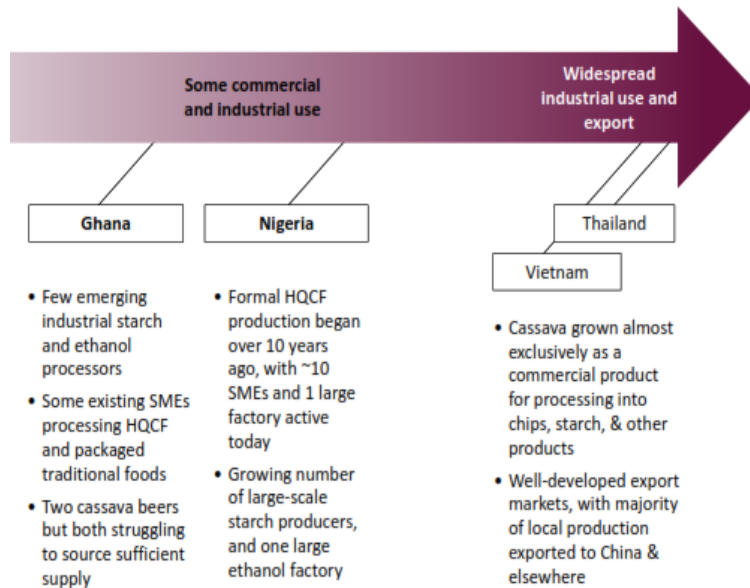 Some commercial
and industrial use
Widespread
industrial use and
export
Ghana
Nigeria
Thailand
Vietnam
• Few emerging
industrial starch
and ethanol
processors
• Some existing SMEs
processing HQCF
and packaged
traditional foods
• Two cassava beers
but both struggling
to source sufficient
supply
• Formal HQCF
production began
over 10 years
ago, with ~10
SMEs and 1 large
factory active
today
• Growing number
of large-scale
starch producers,
and one large
ethanol factory
• Cassava grown almost
exclusively as a
commercial product
for processing into
chips, starch, & other
products
• Well-developed export
markets, with majority
of local production
exported to China &
elsewhere